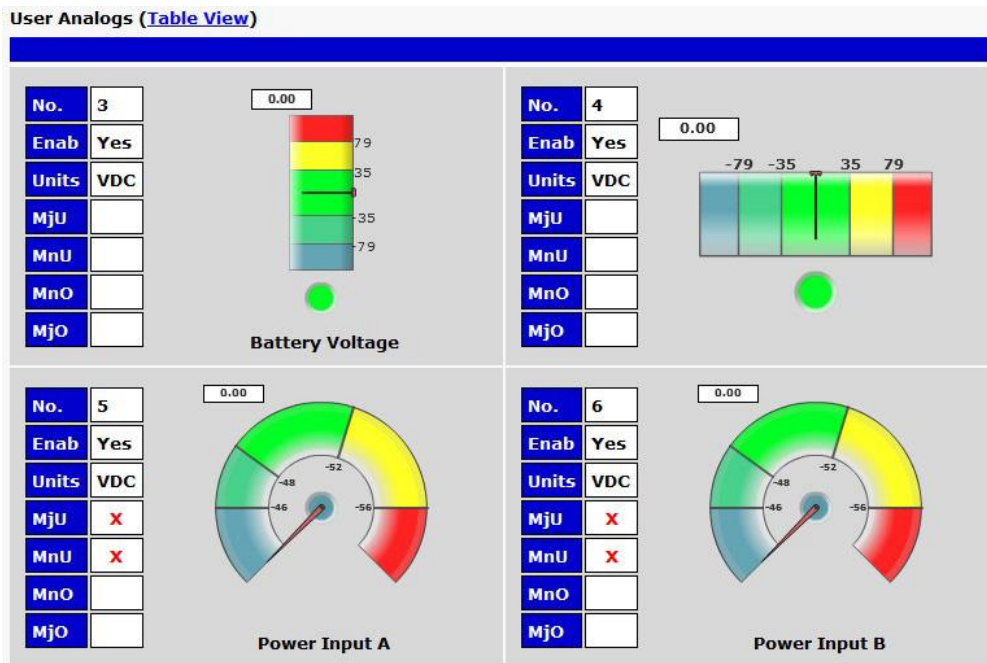 User Analogs (Table View)
No. 3
Enab Yes
Units VDC
MjU
MnU
MnO
MjO
0.00
79
35
-35
-79
Battery Voltage
No. 4
Enab Yes
Units VDC
MjU
MnU
MnO
MjO
0.00
-79 -35 35 79
No. 5
Enab Yes
Units VDC
MjU X
MnU X
MnO
MjO
0.00
-52
-48
-46 -56
Power Input A
No. 6
Enab Yes
Units VDC
MjU X
MnU X
MnO
MjO
0.00
-52
-48
-46 -56
Power Input B